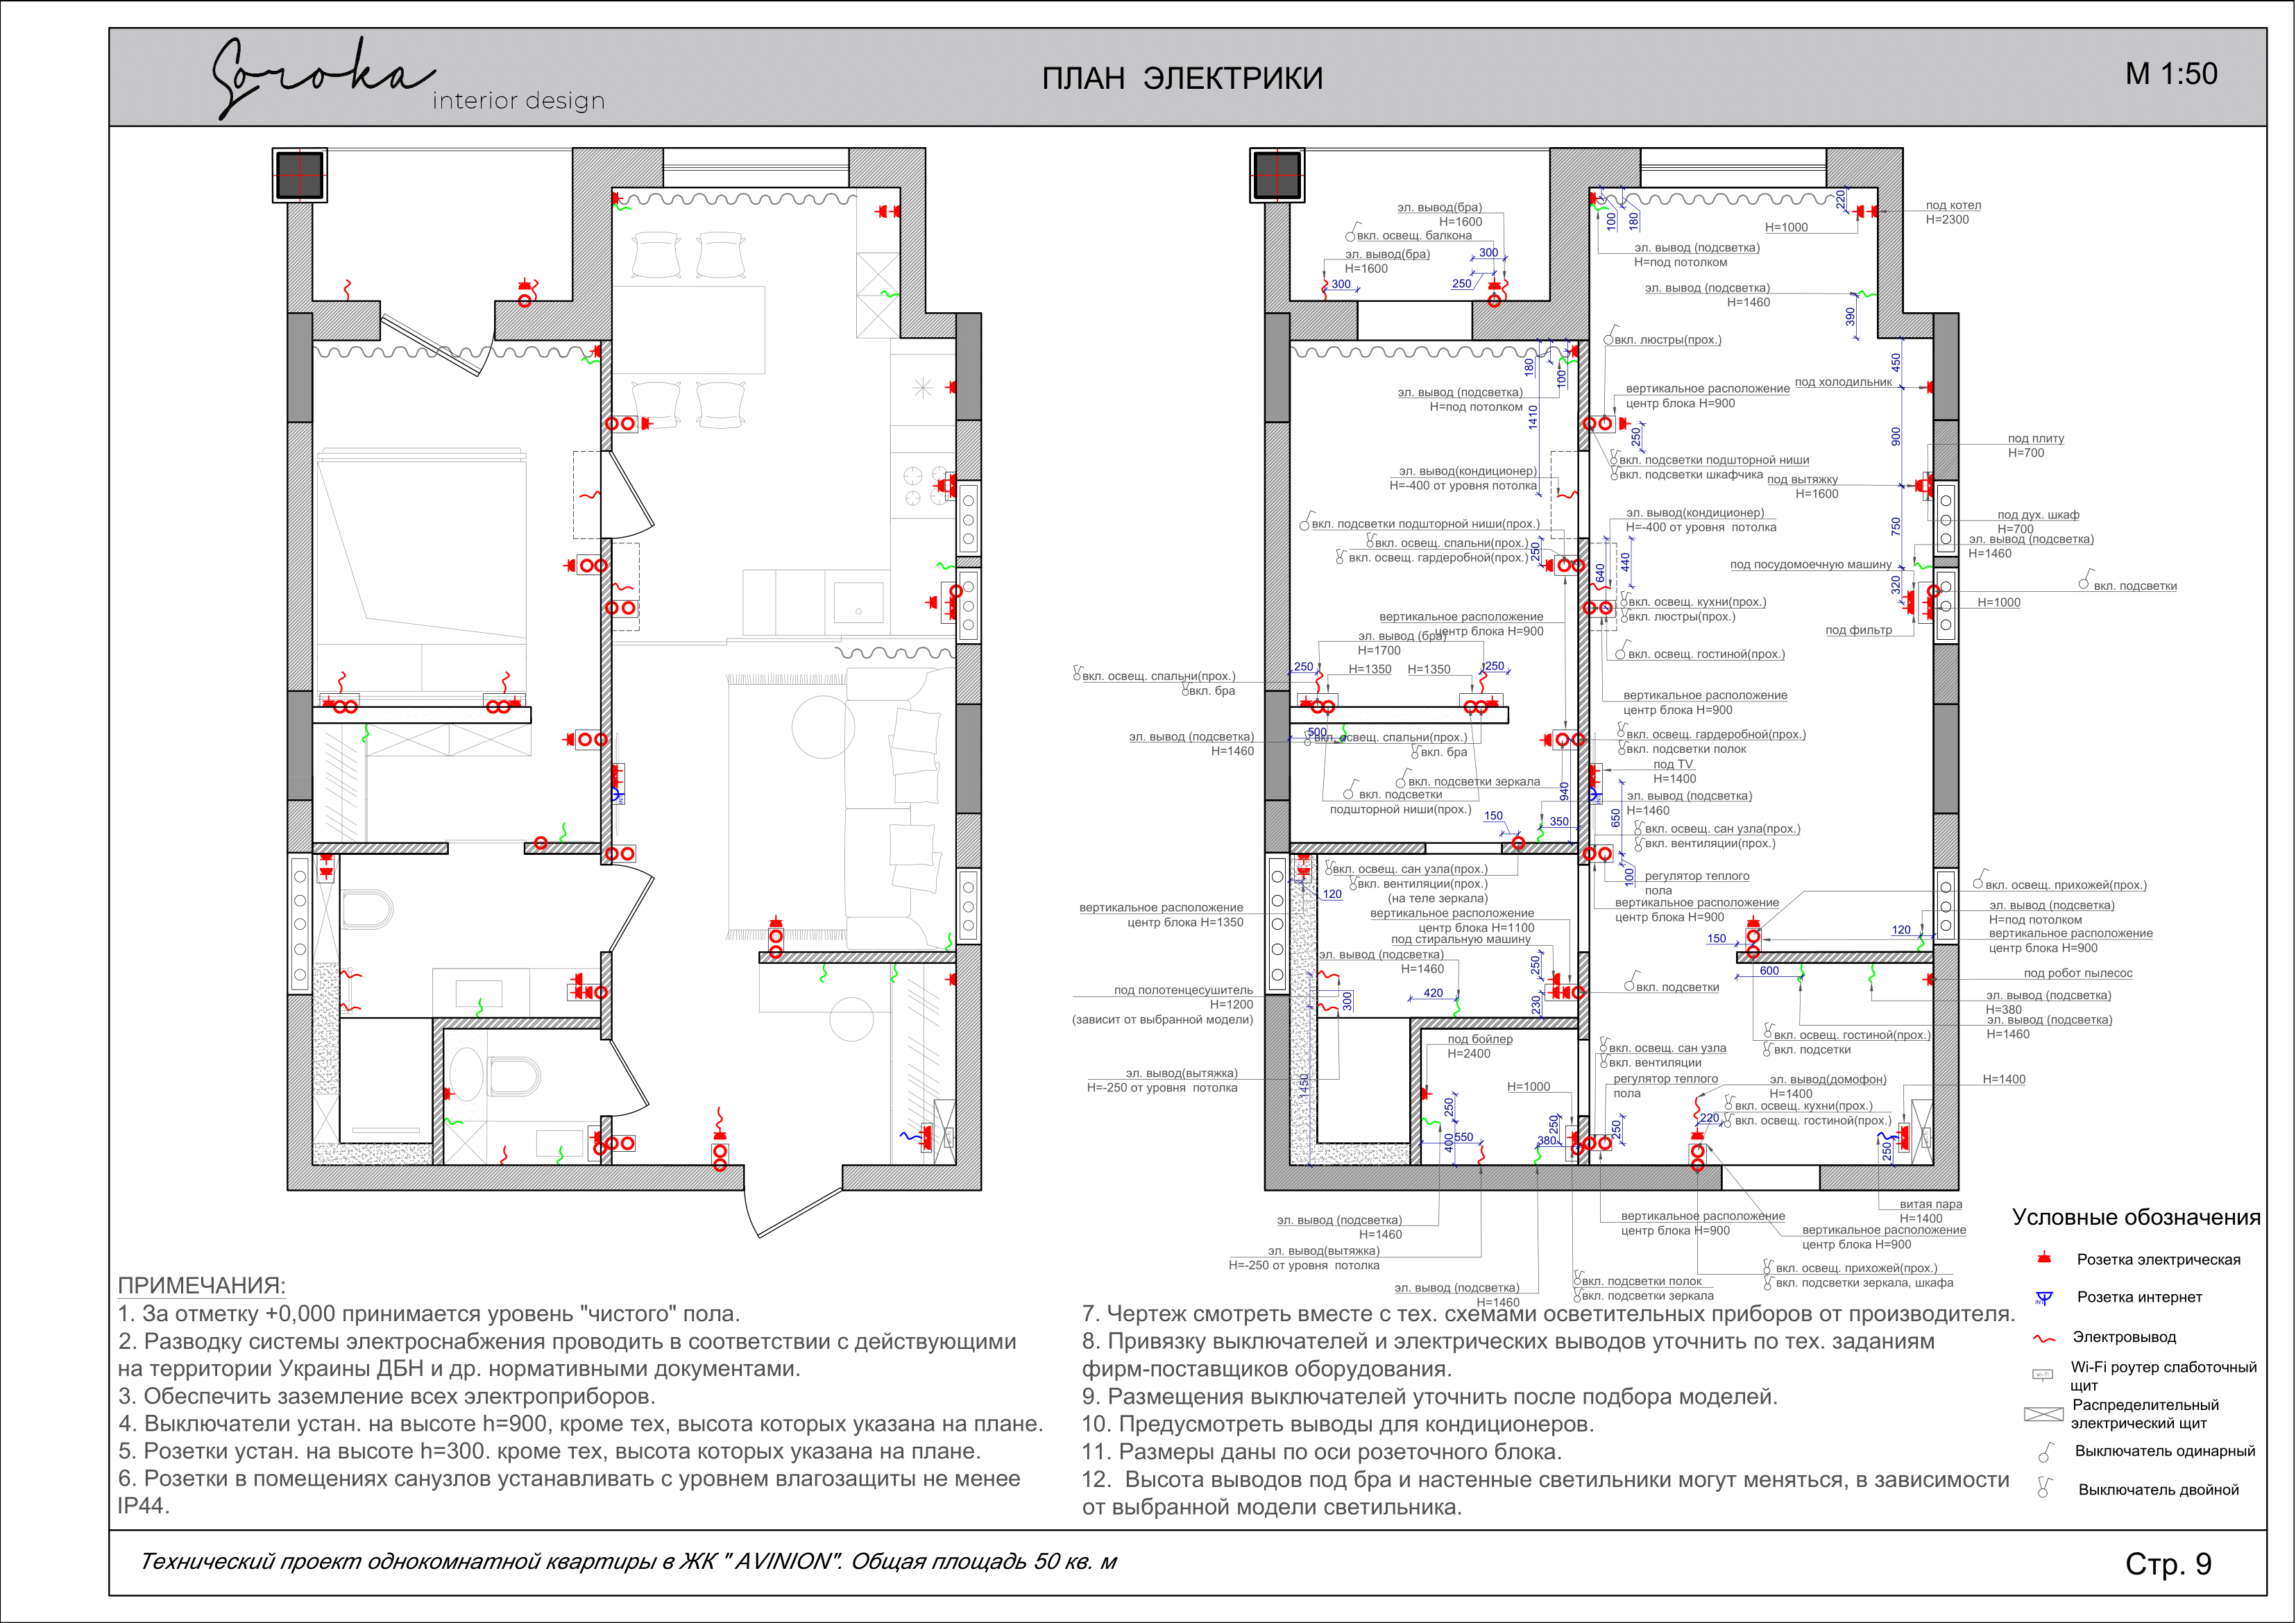 Soroka
interior design
ПЛАН ЭЛЕКТРИКИ
М 1:50
эл. вывод(бра)
Н=1600
вкл. освещ. балкона
эл. вывод(бра)
Н=1600
300
300
250
100
180
220
под котел
Н=2300
Н=1000
эл. вывод (подсветка)
Н=под потолком
эл. вывод (подсветка)
Н=1460
390
вкл. люстры(прох.)
450
180
100
1410
эл. вывод (подсветка)
Н=под потолком
вертикальное расположение
центр блока Н=900
под холодильник
250
900
вкл. подсветки подшторной ниши
вкл. подсветки шкафчика
под плиту
Н=700
эл. вывод(кондиционер)
Н=-400 от уровня потолка
под вытяжку
Н=1600
вкл. подсветки подшторной ниши(прох.)
вкл. освещ. спальни(прох.)
вкл. освещ. гардеробной(прох.)
250
эл. вывод(кондиционер)
Н=-400 от уровня потолка
750
под дух. шкаф
Н=700
эл. вывод (подсветка)
Н=1460
640
440
под посудомоечную машину
320
вкл. подсветки
Н=1000
вкл. освещ. кухни(прох.)
вкл. люстры(прох.)
под фильтр
вертикальное расположение
центр блока Н=900
эл. вывод (бра)
Н=1700
вкл. освещ. гостиной(прох.)
250
Н=1350
Н=1350
250
вкл. освещ. спальни(прох.)
вкл. бра
вертикальное расположение
центр блока Н=900
эл. вывод (подсветка)
Н=1460
500
вкл. освещ. спальни(прох.)
вкл. бра
вкл. освещ. гардеробной(прох.)
вкл. подсветки полок
под TV
Н=1400
вкл. подсветки зеркала
вкл. подсветки
подшторной ниши(прох.)
940
эл. вывод (подсветка)
Н=1460
650
150
350
вкл. освещ. сан узла(прох.)
вкл. вентиляции(прох.)
вкл. освещ. сан узла(прох.)
вкл. вентиляции(прох.)
(на теле зеркала)
120
100
регулятор теплого
пола
вертикальное расположение
центр блока Н=900
вкл. освещ. прихожей(прох.)
эл. вывод (подсветка)
Н=под потолком
вертикальное расположение
центр блока Н=900
вертикальное расположение
центр блока Н=1350
вертикальное расположение
центр блока Н=1100
под стиральную машину
эл. вывод (подсветка)
Н=1460
150
120
600
под робот пылесос
эл. вывод (подсветка)
Н=380
эл. вывод (подсветка)
Н=1460
под полотенцесушитель
Н=1200
(зависит от выбранной модели)
300
420
250
230
вкл. подсветки
вкл. освещ. гостиной(прох.)
вкл. подсетки
под бойлер
Н=2400
вкл. освещ. сан узла
вкл. вентиляции
эл. вывод(вытяжка)
Н=-250 от уровня потолка
1450
Н=1000
регулятор теплого
пола
эл. вывод(домофон)
Н=1400
вкл. освещ. кухни(прох.)
вкл. освещ. гостиной(прох.)
220
Н=1400
250
400
550
380
250
250
250
витая пара
Н=1400
эл. вывод (подсветка)
Н=1460
эл. вывод(вытяжка)
Н=-250 от уровня потолка
эл. вывод (подсветка)
Н=1460
вертикальное расположение
центр блока Н=900
вертикальное расположение
центр блока Н=900
вкл. подсветки полок
вкл. подсветки зеркала
вкл. освещ. прихожей(прох.)
вкл. подсветки зеркала, шкафа
Условные обозначения
Розетка электрическая
INT
Розетка интернет
Электровывод
wi-fi
Wi-Fi роутер слаботочный
щит
Распределительный
электрический щит
Выключатель одинарный
Выключатель двойной
ПРИМЕЧАНИЯ:
1. За отметку +0,000 принимается уровень "чистого" пола.
2. Разводку системы электроснабжения проводить в соответствии с действующими
на территории Украины ДБН и др. нормативными документами.
3. Обеспечить заземление всех электроприборов.
4. Выключатели устан. на высоте h=900, кроме тех, высота которых указана на плане.
5. Розетки устан. на высоте h=300. кроме тех, высота которых указана на плане.
6. Розетки в помещениях санузлов устанавливать с уровнем влагозащиты не менее
IP44.
7. Чертеж смотреть вместе с тех. схемами осветительных приборов от производителя.
8. Привязку выключателей и электрических выводов уточнить по тех. заданиям
фирм-поставщиков оборудования.
9. Размещения выключателей уточнить после подбора моделей.
10. Предусмотреть выводы для кондиционеров.
11. Размеры даны по оси розеточного блока.
12. Высота выводов под бра и настенные светильники могут меняться, в зависимости
от выбранной модели светильника.
Технический проект однокомнатной квартиры в ЖК " AVINION". Общая площадь 50 кв. м
Стр. 9